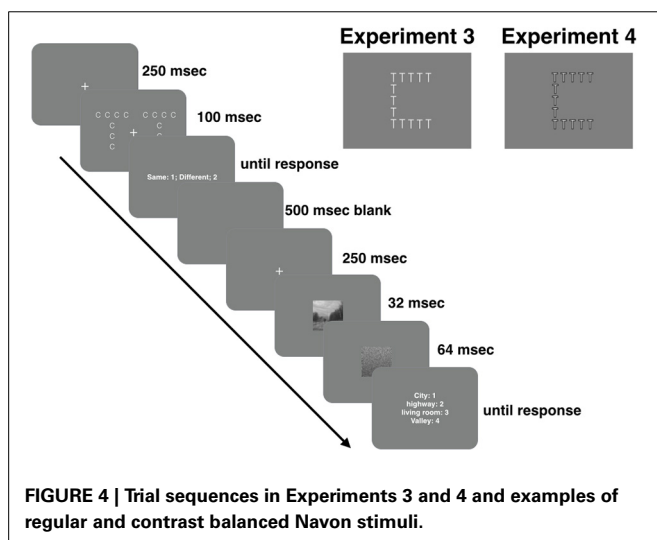 Experiment 3
Experiment 4
T T T T T
T
T
T
T T T T T
T T T T T
T
T
T
T T T T T
250 msec
+
C C C C C C C C
100 msec
C + C
C C
C
Same: 1; Different; 2
until response
500 msec blank
250 msec
+
32 msec
64 msec
City: 1
highway: 2
living room: 3
Valley: 4
until response
FIGURE 4 | Trial sequences in Experiments 3 and 4 and examples of
regular and contrast balanced Navon stimuli.